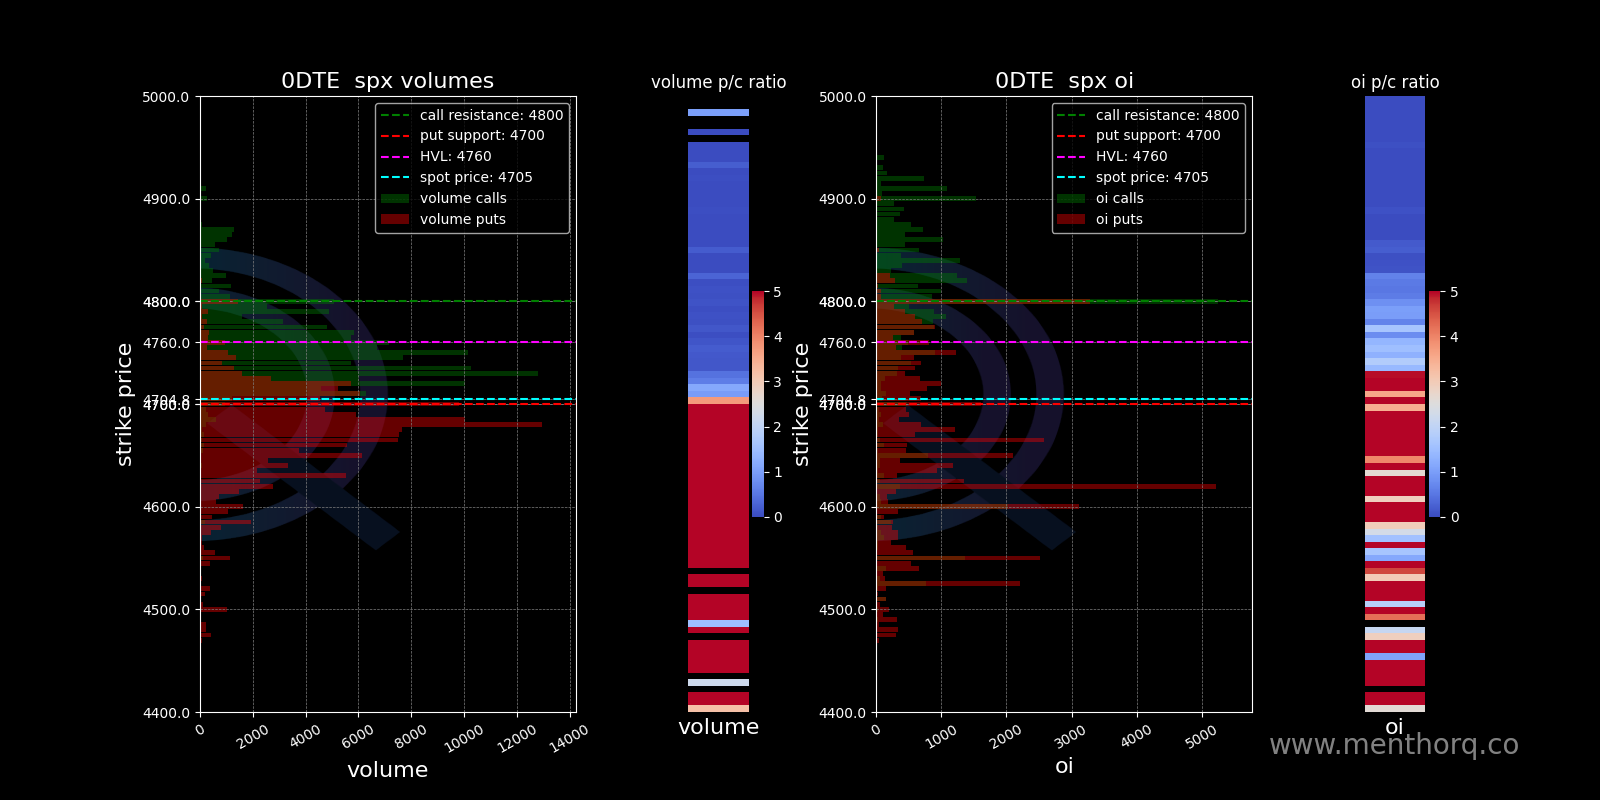 0DTE  spx volumes
volume p/c ratio
0DTE  spx oi
oi p/c ratio
5000.0
4900.0
4800.0
4760.0
4704.8
4700.0
4600.0
4500.0
4400.0
strike price
call resistance: 4800
put support: 4700
HVL: 4760
spot price: 4705
volume calls
volume puts
0
2000
4000
6000
8000
10000
12000
14000
volume
5
4
3
2
1
0
volume
5000.0
4900.0
4800.0
4760.0
4704.8
4700.0
4600.0
4500.0
4400.0
strike price
call resistance: 4800
put support: 4700
HVL: 4760
spot price: 4705
oi calls
oi puts
0
1000
2000
3000
4000
5000
oi
5
4
3
2
1
0
oi
www.menthorq.co